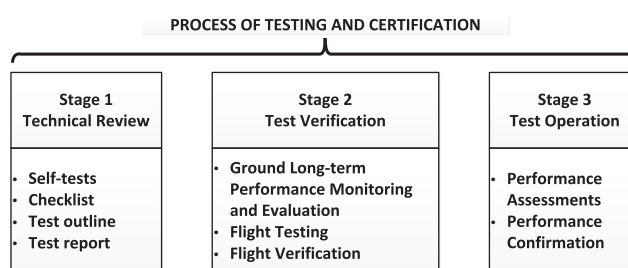 PROCESS OF TESTING AND CERTIFICATION
Stage 1
Technical Review
• Self-tests
• Checklist
• Test outline
• Test report
Stage 2
Test Verification
• Ground Long-term
Performance Monitoring
and Evaluation
• Flight Testing
• Flight Verification
Stage 3
Test Operation
• Performance
Assessments
• Performance
Confirmation